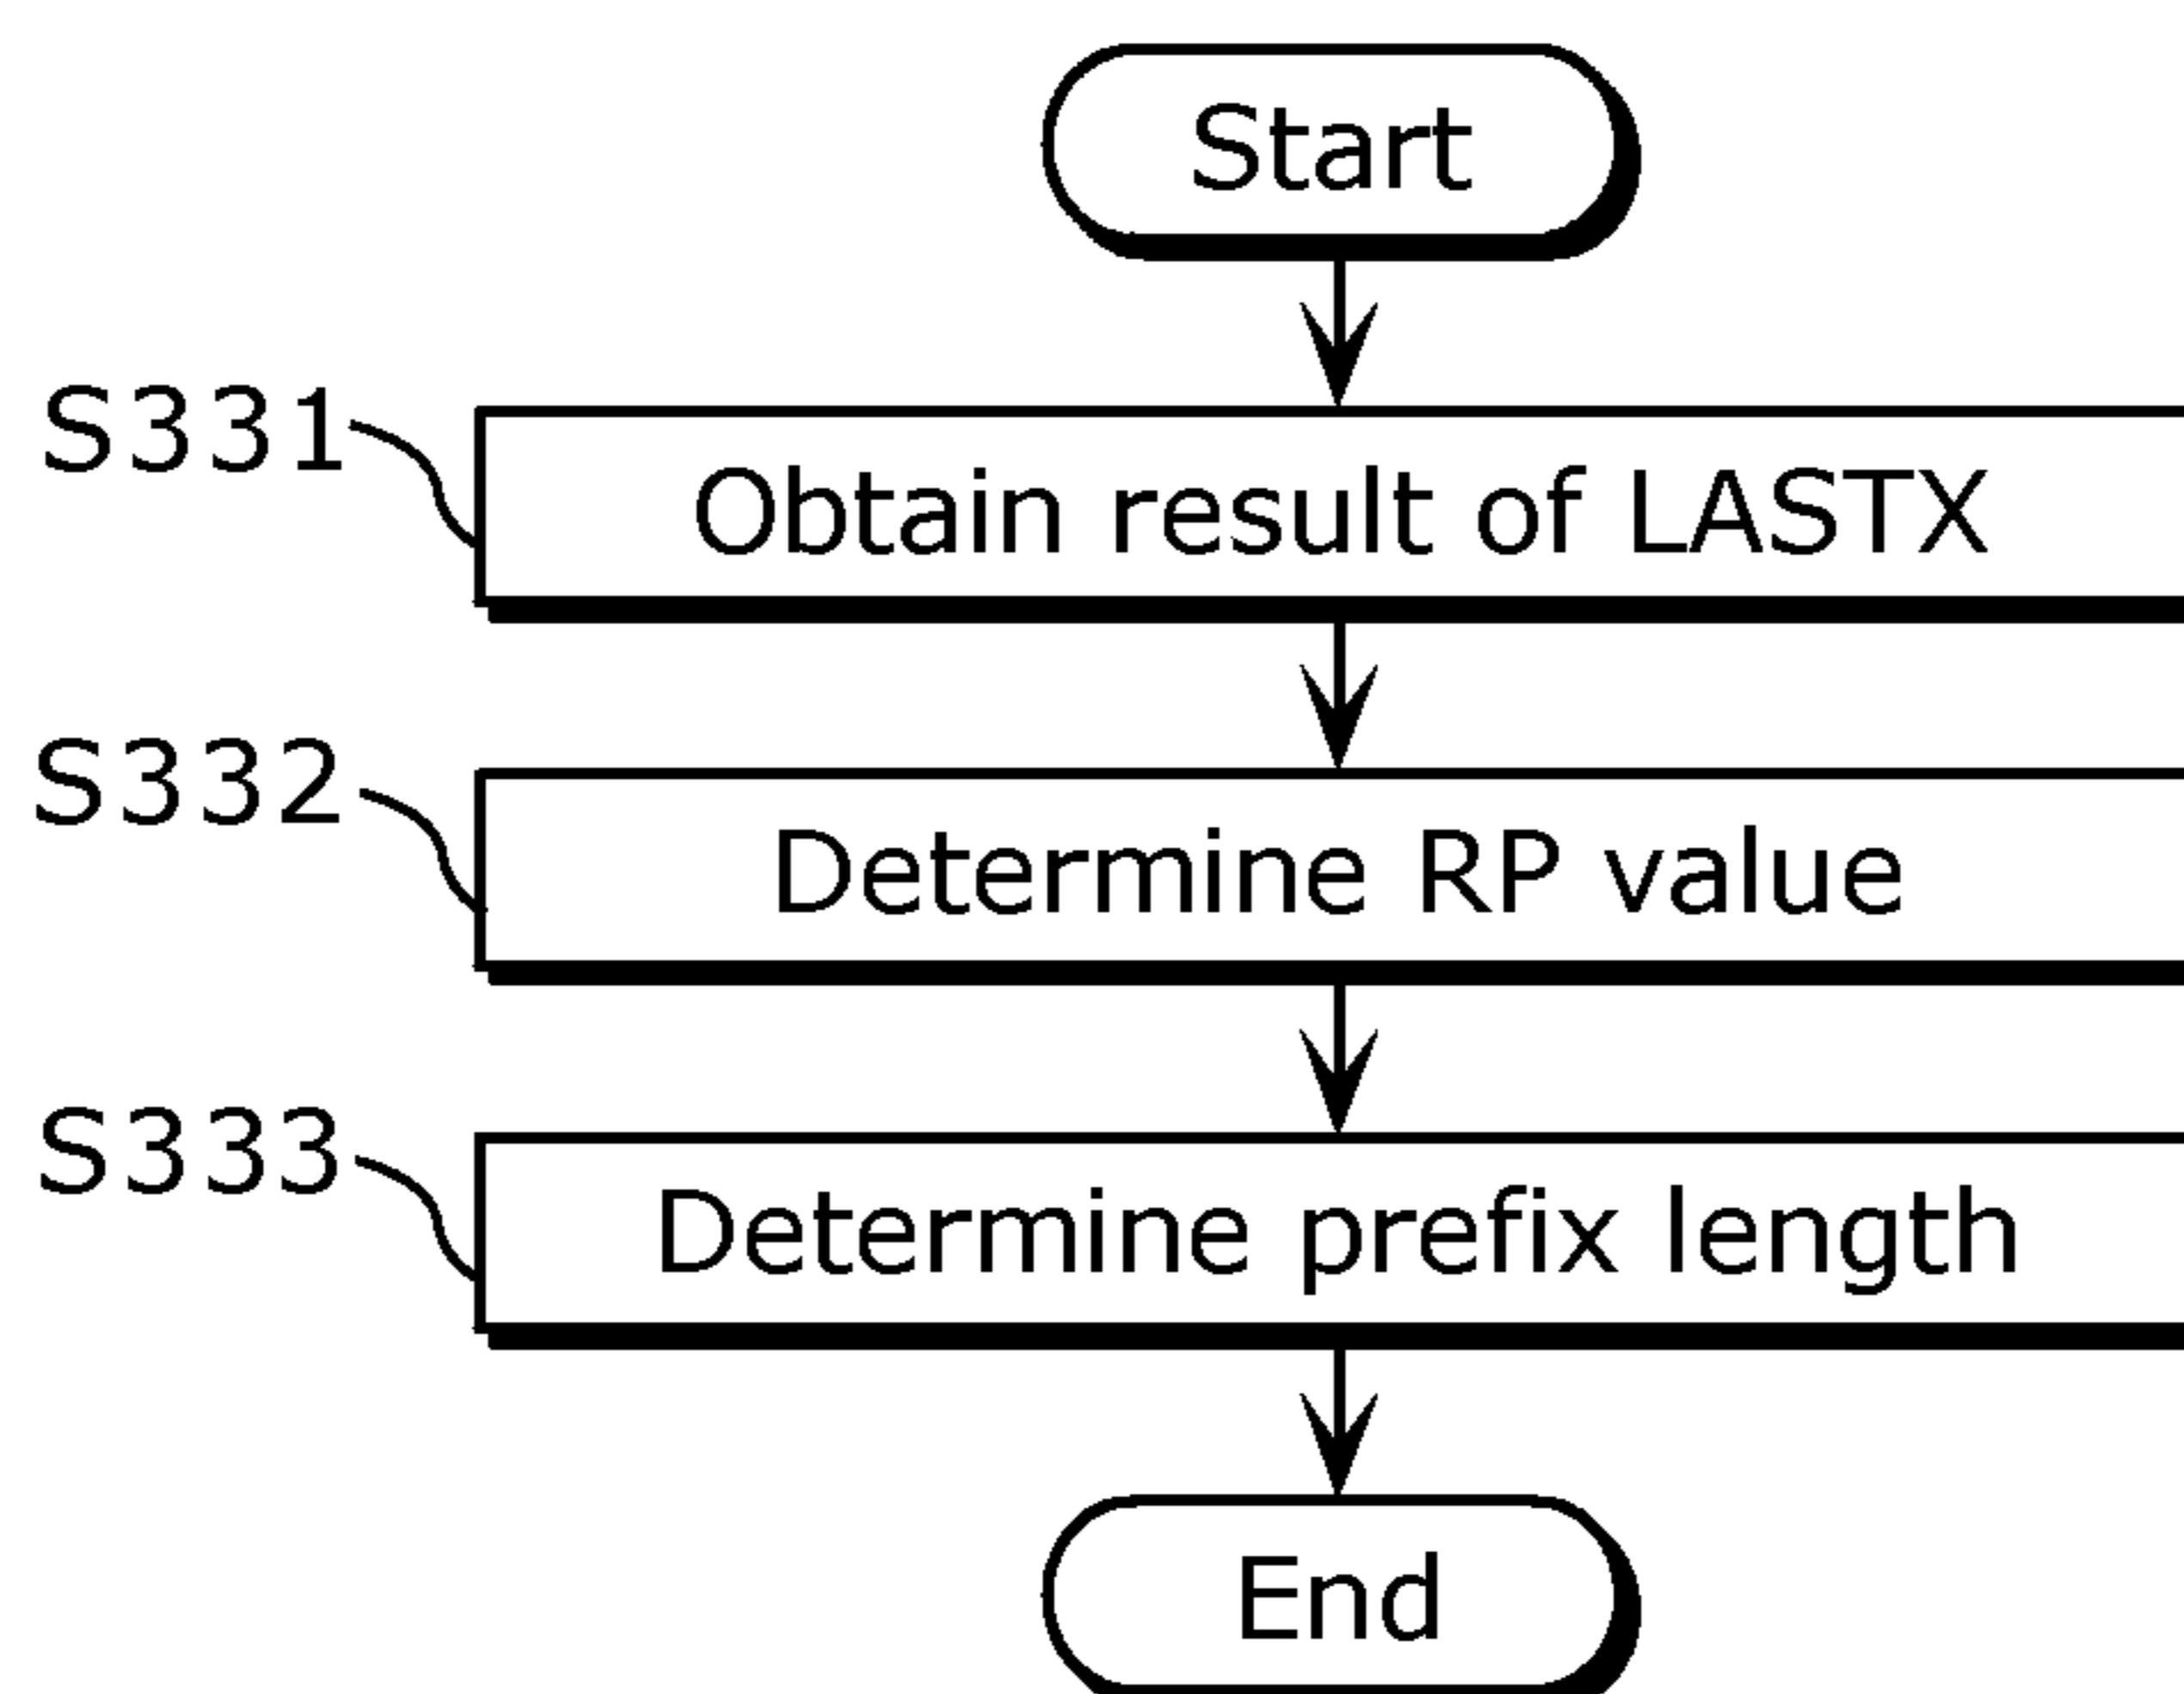 Start
S331
Obtain result of LASTX
S332
Determine RP value
S333
Determine prefix length
End